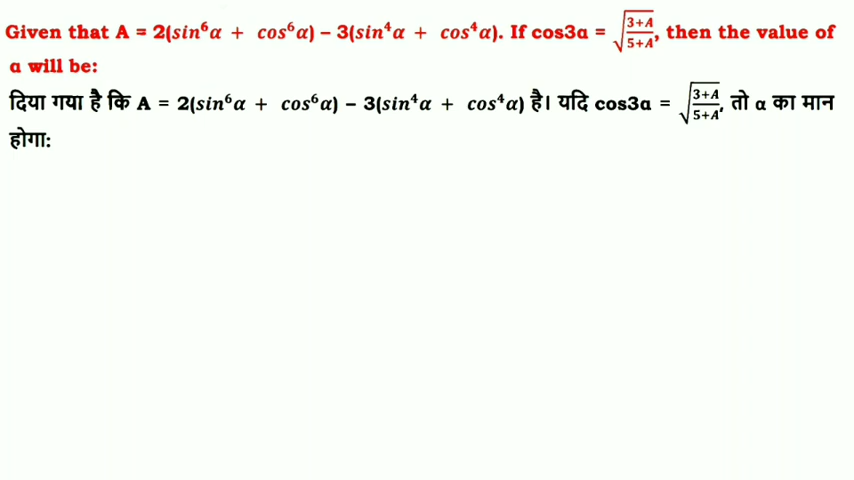 Given that A = 2(sin⁶α + cos⁶α) – 3(sin⁴α + cos⁴α). If cos3α = √(3+A)/(5+A), then the value of
α will be:
दिया गया है कि A = 2(sin⁶α + cos⁶α) – 3(sin⁴α + cos⁴α) है। यदि cos3α = √(3+A)/(5+A), तो α का मान
होगा: